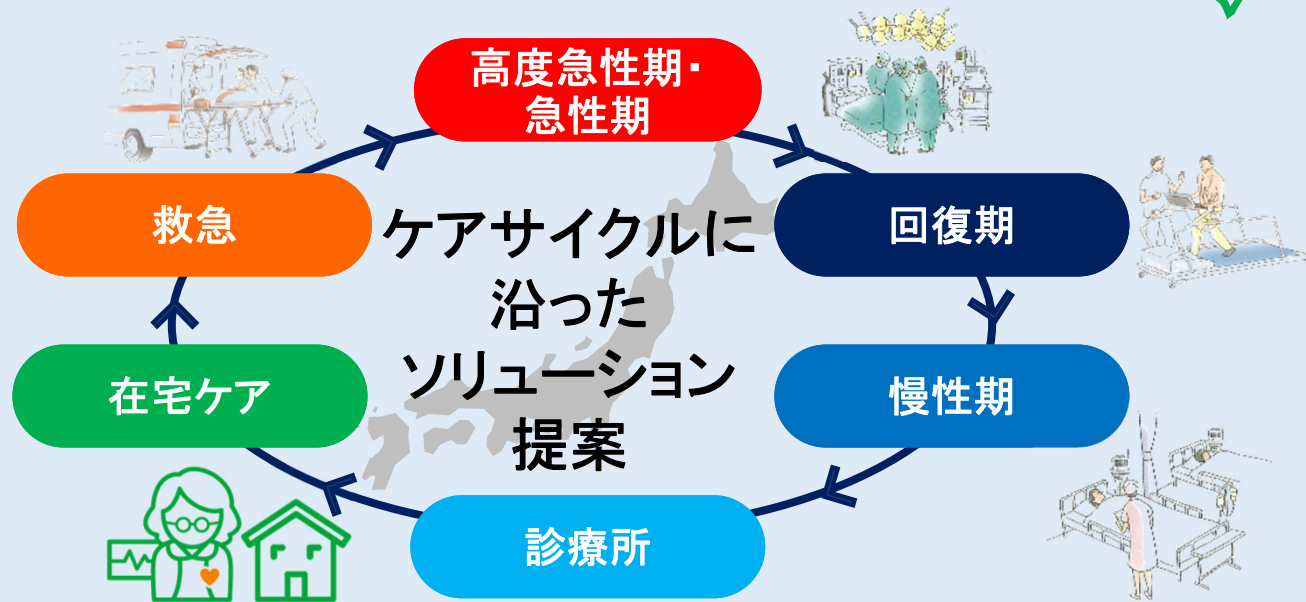 高度急性期・
急性期
救急
回復期
ケアサイクルに
沿った
ソリューション
提案
在宅ケア
慢性期
診療所